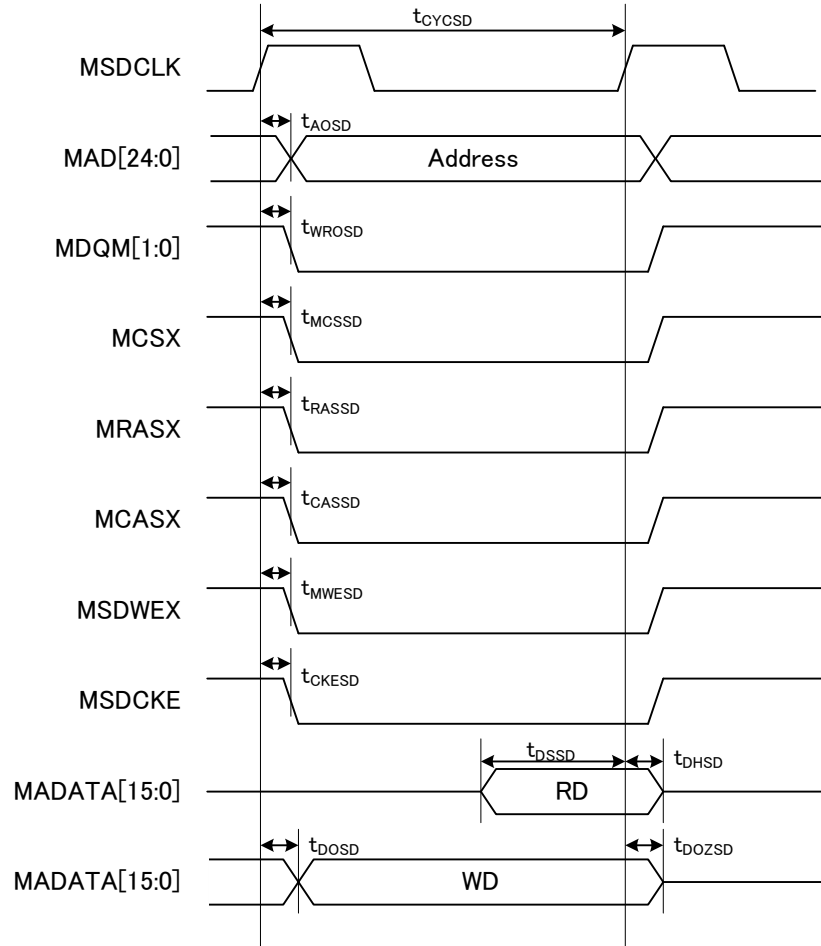 tCYCSD
MSDCLK
tAOSD
MAD[24:0] Address
tWROSD
MDQM[1:0]
tMCSSD
MCSX
tRASSD
MRASX
tCASSD
MCASX
tMWESD
MSDWEX
tCKESD
MSDCKE
tDSSD tDHSD
MADATA[15:0] RD
tDOSD tDOZSD
MADATA[15:0] WD